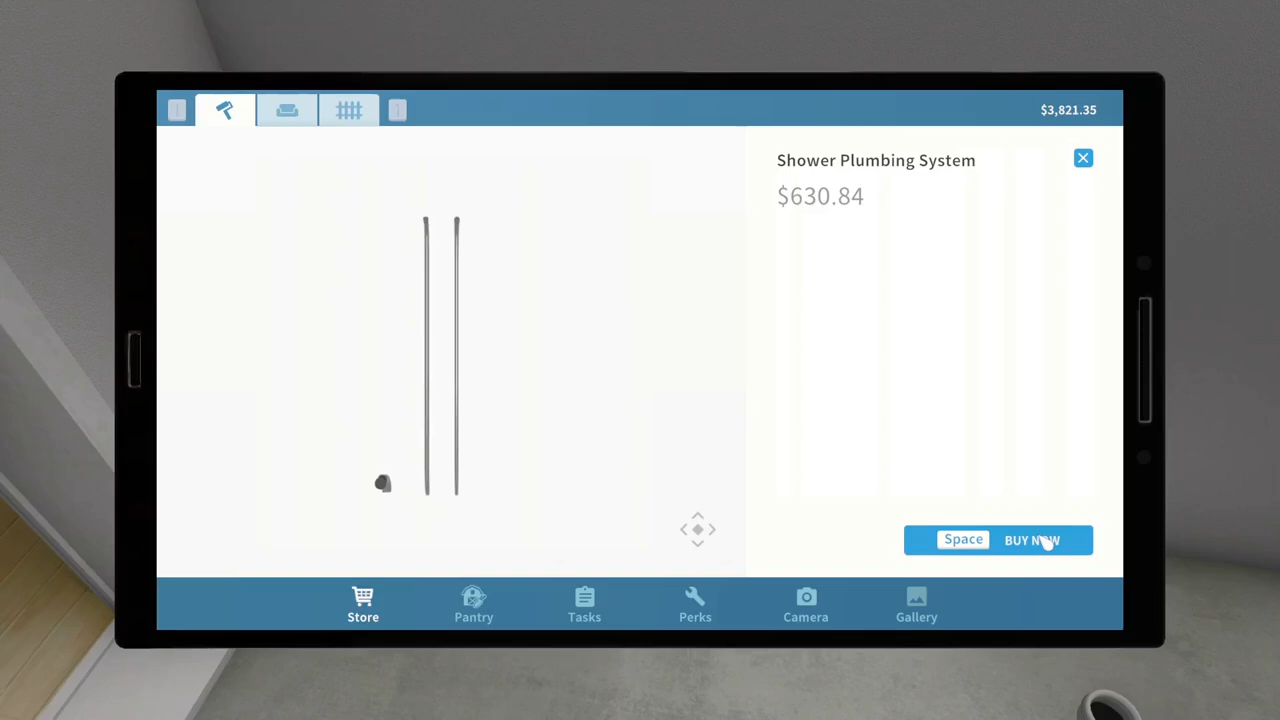 $3,821.35
Shower Plumbing System
$630.84
Space BUY NOW
Store Pantry Tasks Perks Camera Gallery